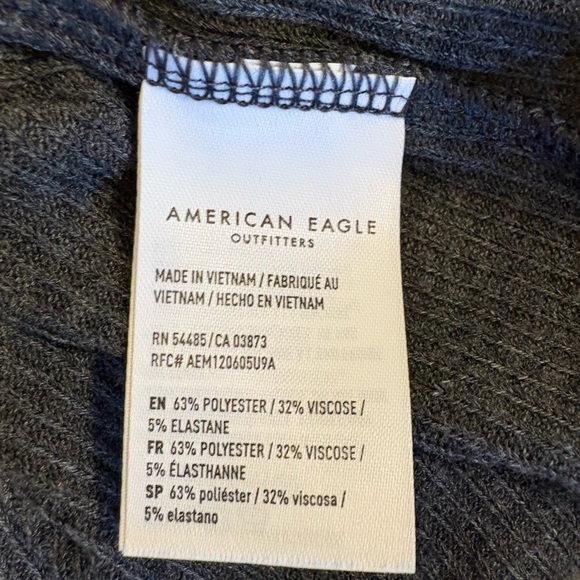 AMERICAN EAGLE
OUTFITTERS
MADE IN VIETNAM / FABRIQUÉ AU
VIETNAM / HECHO EN VIETNAM
RN 54485/CA 03873
RFC# AEM120605U9A
EN 63% POLYESTER / 32% VISCOSE /
5% ELASTANE
FR 63% POLYESTER / 32% VISCOSE /
5% ÉLASTHANNE
SP 63% poliéster / 32% viscosa /
5% elastano